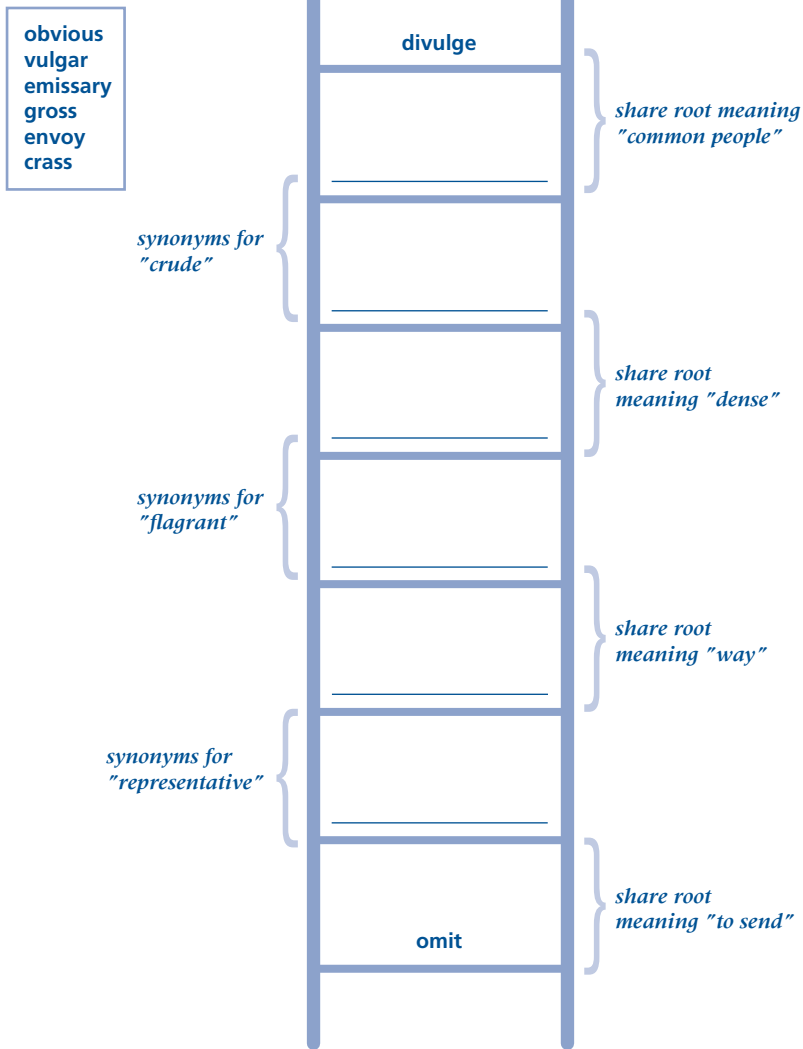 obvious
vulgar
emissary
gross
envoy
crass
divulge
share root meaning
"common people"
synonyms for
"crude"
share root
meaning "dense"
synonyms for
"flagrant"
share root
meaning "way"
synonyms for
"representative"
share root
meaning "to send"
omit